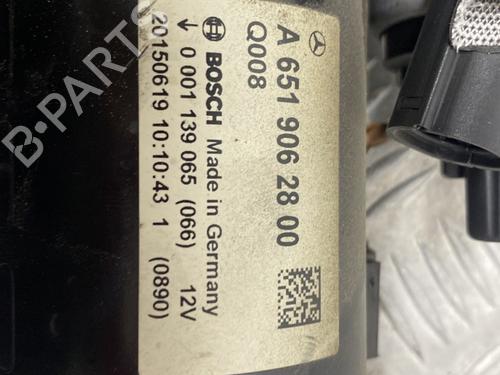 A 651 906 28 00
Q008
BOSCH Made in Germany
0 001 139 065 (066) 12V
20150619 10:10:43 1 (0890)
B-Parts